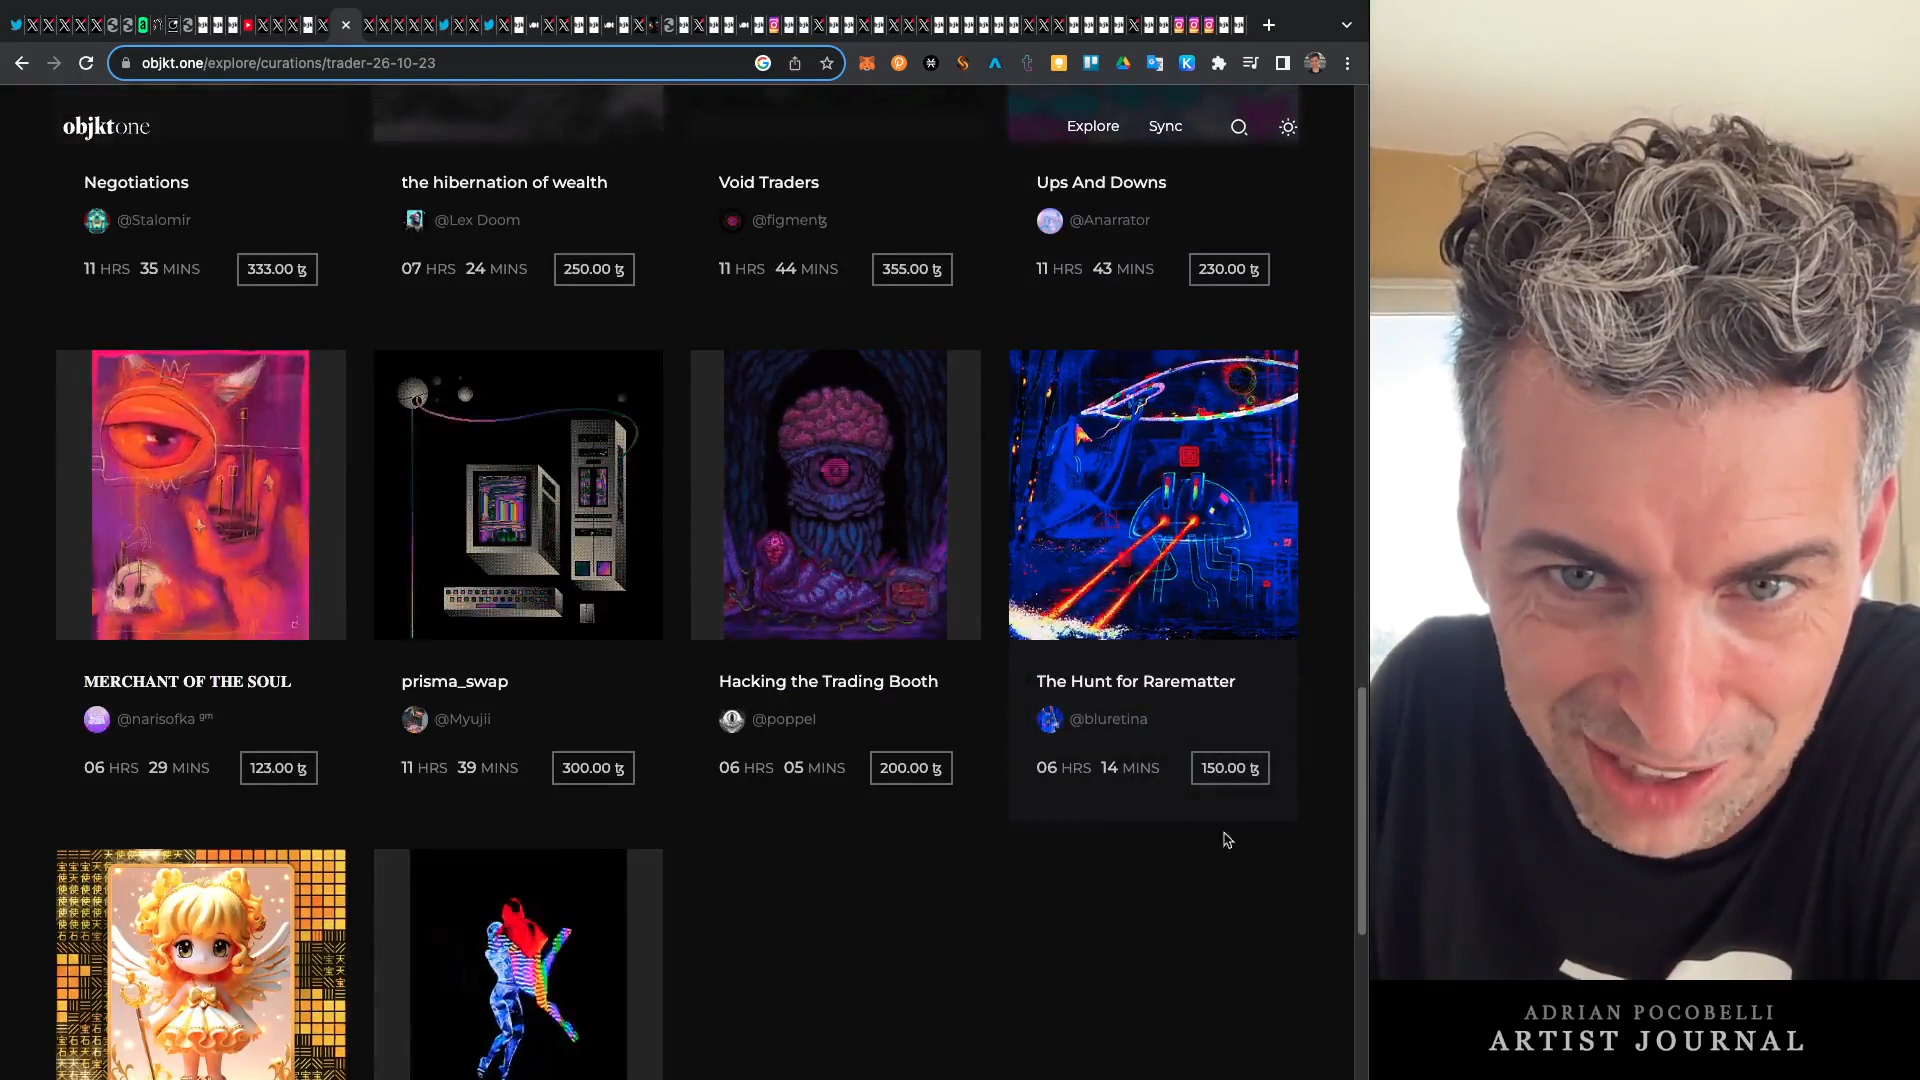 objkt.one/explore/curations/trader-26-10-23
objktone
Explore
Sync
Negotiations
@Stalomir
11 HRS 35 MINS
333.00 ꜩ
the hibernation of wealth
@Lex Doom
07 HRS 24 MINS
250.00 ꜩ
Void Traders
@figmentꜩ
11 HRS 44 MINS
355.00 ꜩ
Ups And Downs
@Anarrator
11 HRS 43 MINS
230.00 ꜩ
MERCHANT OF THE SOUL
@narisofka ᵍᵐ
06 HRS 29 MINS
123.00 ꜩ
prisma_swap
@Myujii
11 HRS 39 MINS
300.00 ꜩ
Hacking the Trading Booth
@poppel
06 HRS 05 MINS
200.00 ꜩ
The Hunt for Rarematter
@bluretina
06 HRS 14 MINS
150.00 ꜩ
ADRIAN POCOBELLI
ARTIST JOURNAL